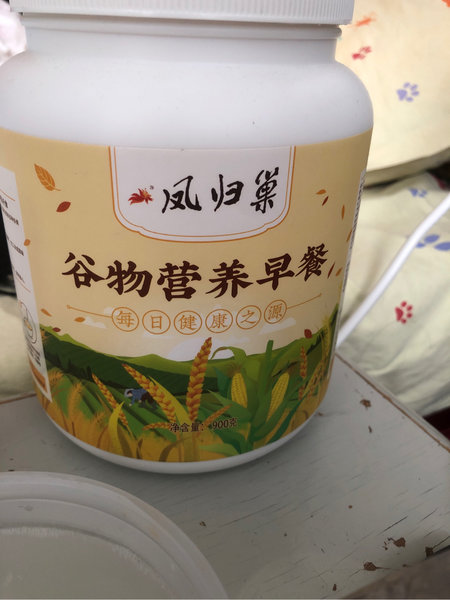 凤归巢
谷物营养早餐
每日健康之源
净含量：900克